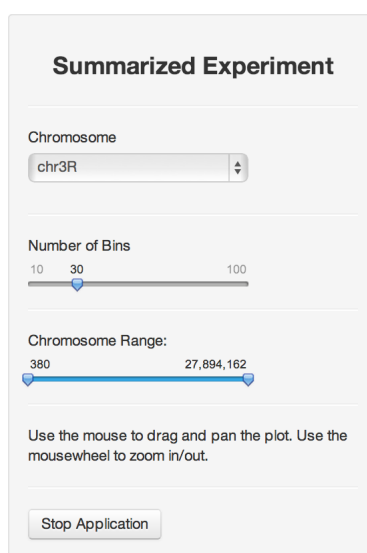 Summarized Experiment
Chromosome
chr3R
Number of Bins
10 30 100
Chromosome Range:
380 27,894,162
Use the mouse to drag and pan the plot. Use the
mousewheel to zoom in/out.
Stop Application